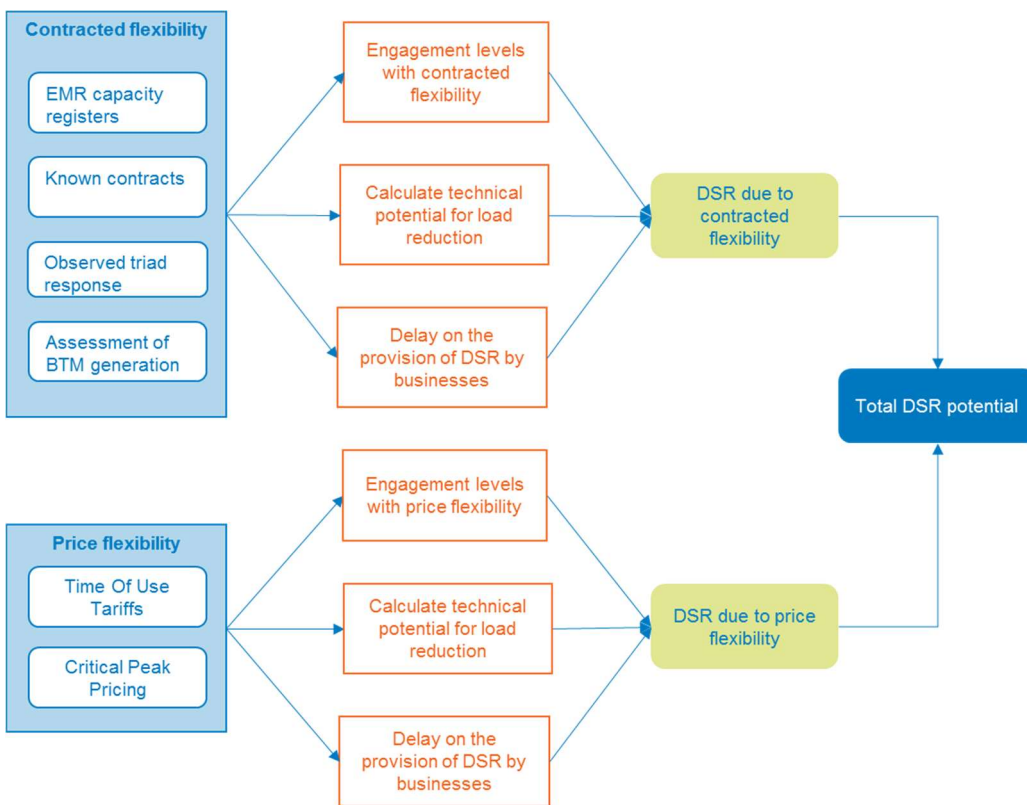 Contracted flexibility
EMR capacity
registers
Known contracts
Observed triad
response
Assessment of
BTM generation
Engagement levels
with contracted
flexibility
Calculate technical
potential for load
reduction
Delay on the
provision of DSR by
businesses
DSR due to
contracted
flexibility
Total DSR potential
Price flexibility
Time Of Use
Tariffs
Critical Peak
Pricing
Engagement levels
with price flexibility
Calculate technical
potential for load
reduction
Delay on the
provision of DSR by
businesses
DSR due to price
flexibility